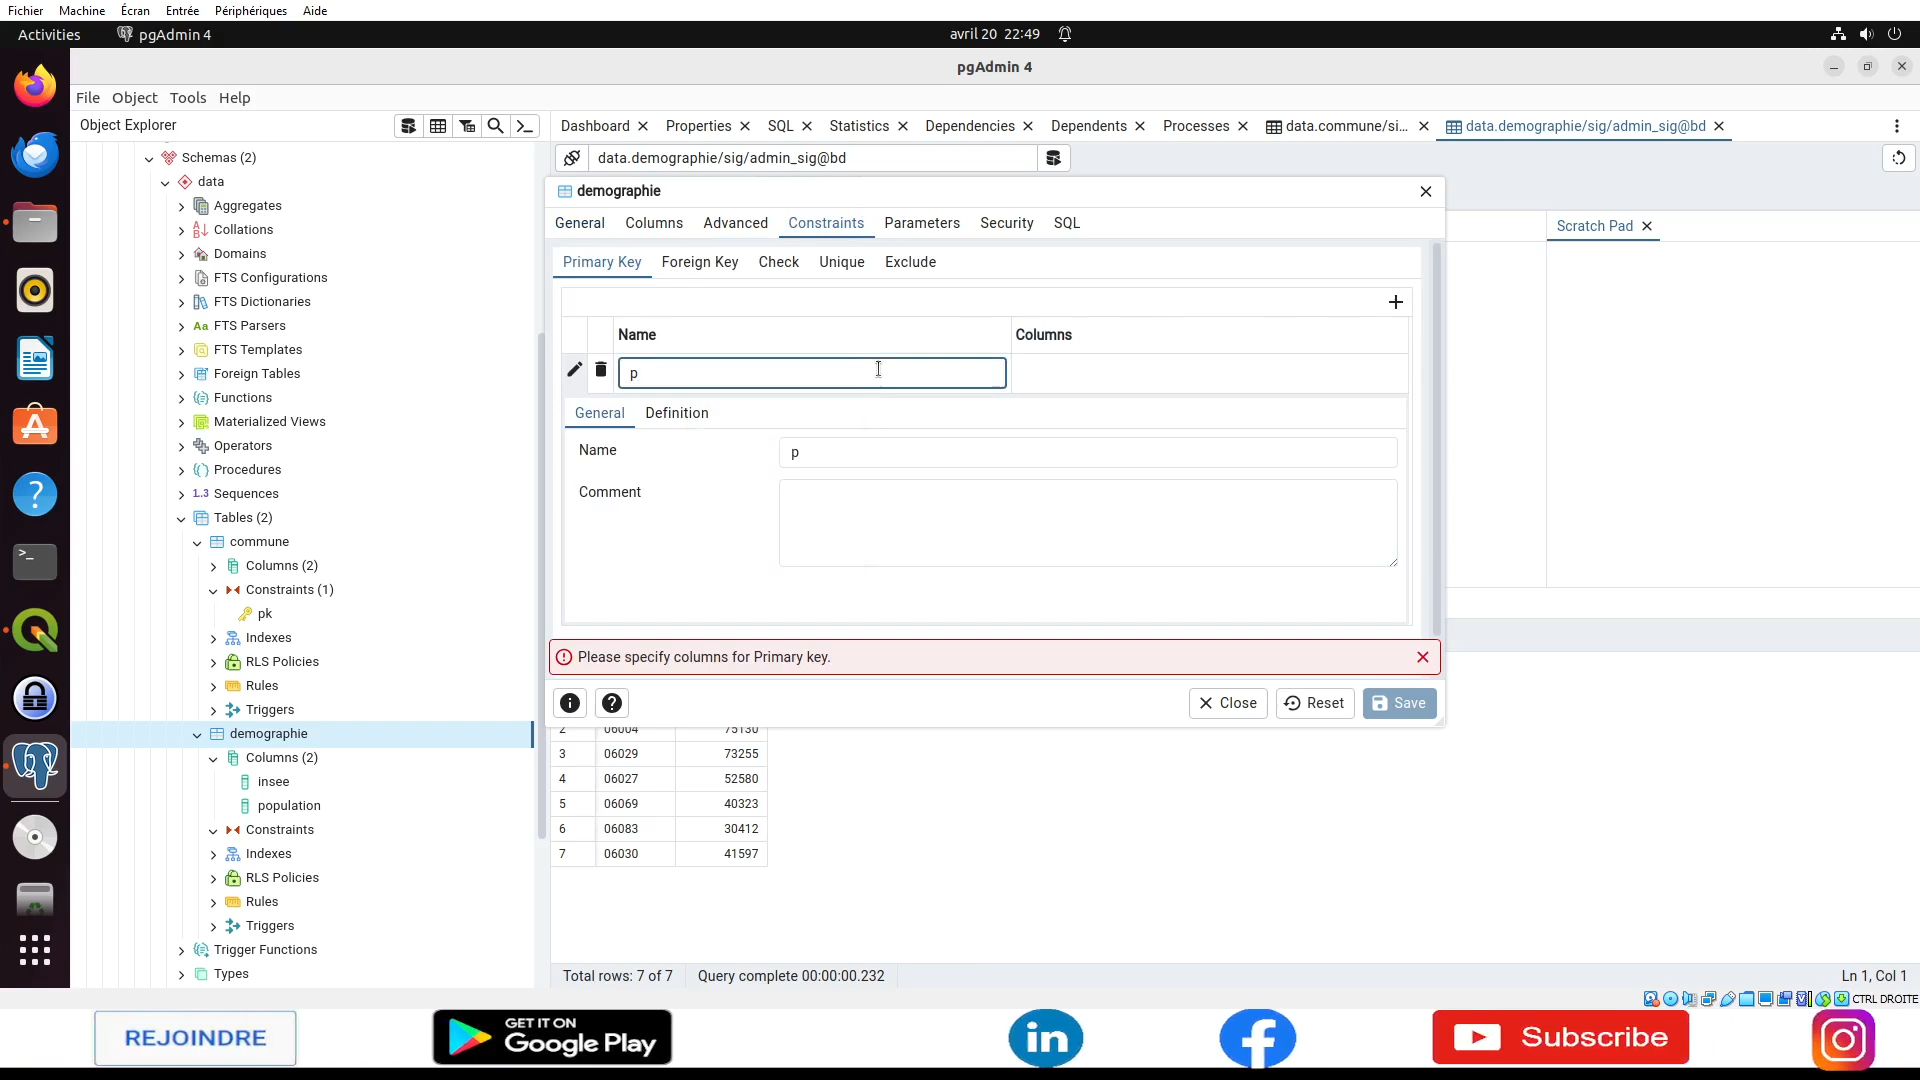 Fichier Machine Écran Entrée Périphériques Aide
Activities pgAdmin 4 avril 20 22:49
pgAdmin 4
File Object Tools Help
Object Explorer
Dashboard Properties SQL Statistics Dependencies Dependents Processes data.commune/si... data.demographie/sig/admin_sig@bd
data.demographie/sig/admin_sig@bd
Schemas (2)
data
Aggregates
Collations
Domains
FTS Configurations
FTS Dictionaries
Aa FTS Parsers
FTS Templates
Foreign Tables
Functions
Materialized Views
Operators
Procedures
1..3 Sequences
Tables (2)
commune
Columns (2)
Constraints (1)
pk
Indexes
RLS Policies
Rules
Triggers
demographie
Columns (2)
insee
population
Constraints
Indexes
RLS Policies
Rules
Triggers
Trigger Functions
Types
demographie
General Columns Advanced Constraints Parameters Security SQL
Primary Key Foreign Key Check Unique Exclude
Name Columns
p
General Definition
Name p
Comment
Please specify columns for Primary key.
Close Reset Save
Scratch Pad
2 06004 75130
3 06029 73255
4 06027 52580
5 06069 40323
6 06083 30412
7 06030 41597
Total rows: 7 of 7 Query complete 00:00:00.232 Ln 1, Col 1
CTRL DROITE
REJOINDRE
GET IT ON
Google Play
in
Subscribe